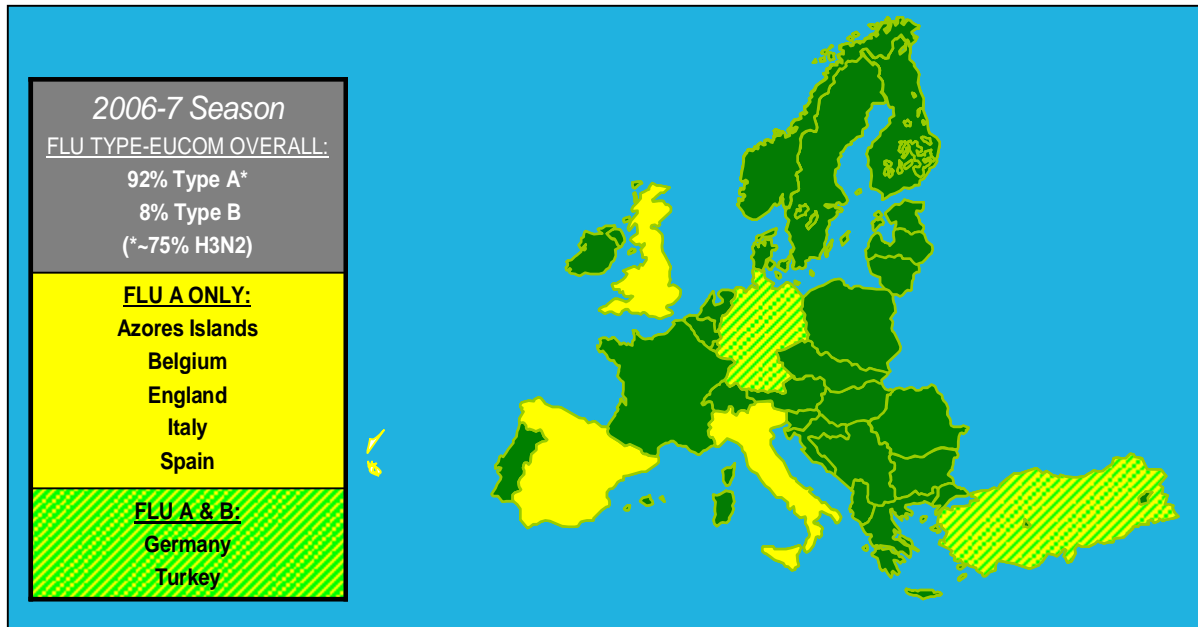 2006-7 Season
FLU TYPE-EUCOM OVERALL:
92% Type A*
8% Type B
(*~75% H3N2)
FLU A ONLY:
Azores Islands
Belgium
England
Italy
Spain
FLU A & B:
Germany
Turkey